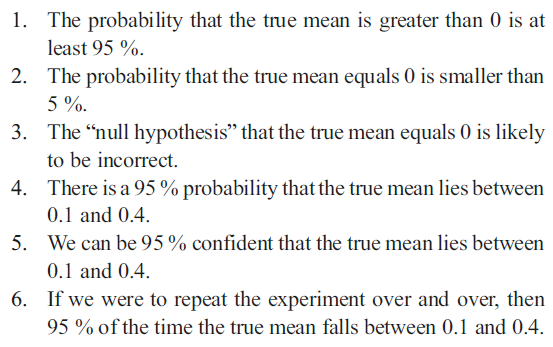 1. The probability that the true mean is greater than 0 is at
least 95 %.
2. The probability that the true mean equals 0 is smaller than
5 %.
3. The “null hypothesis” that the true mean equals 0 is likely
to be incorrect.
4. There is a 95 % probability that the true mean lies between
0.1 and 0.4.
5. We can be 95 % confident that the true mean lies between
0.1 and 0.4.
6. If we were to repeat the experiment over and over, then
95 % of the time the true mean falls between 0.1 and 0.4.